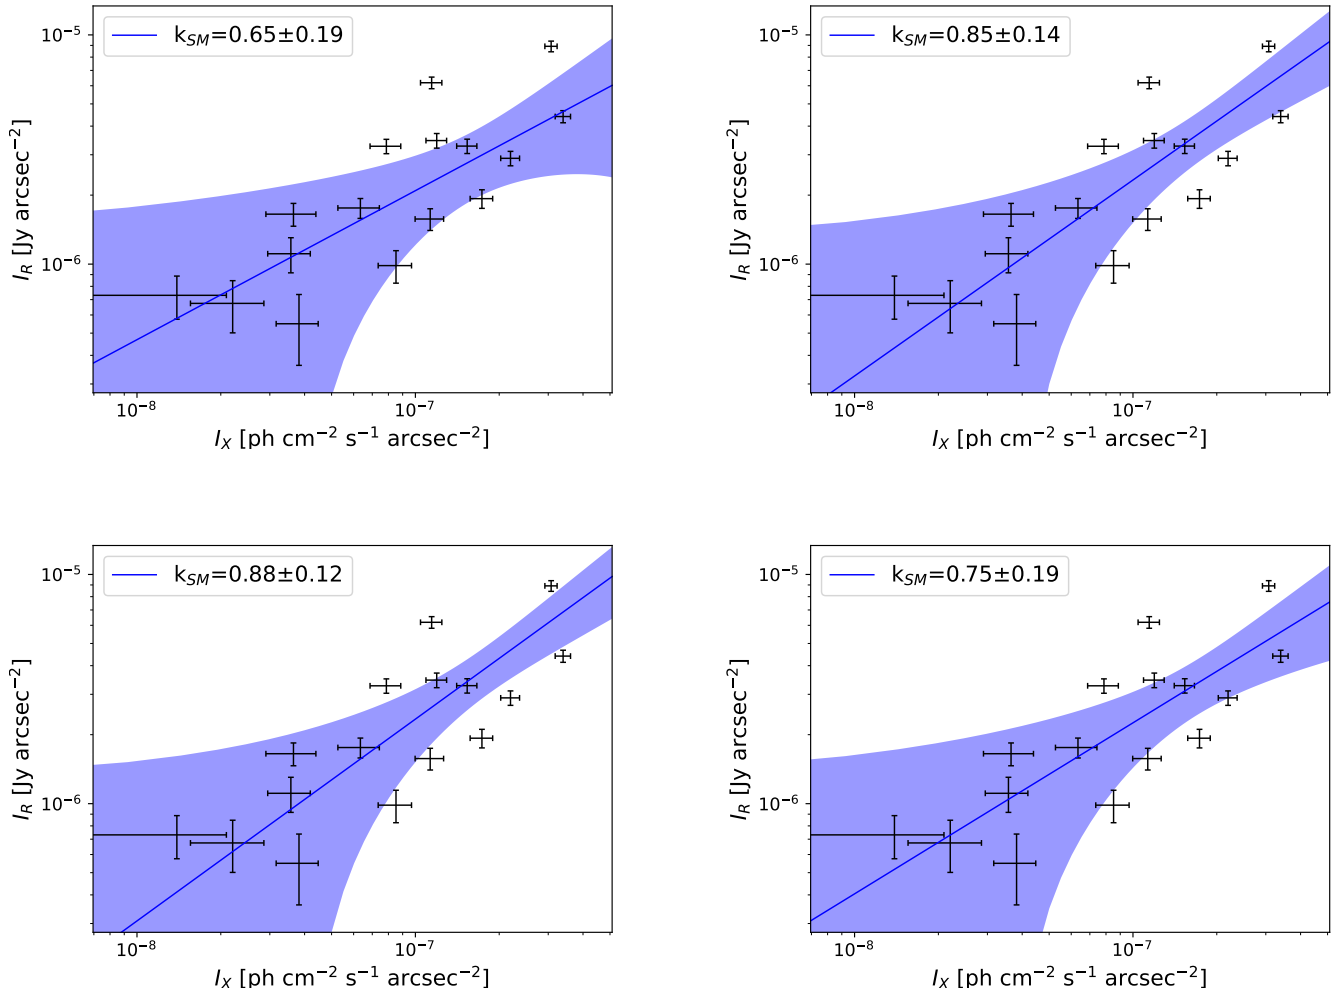 k_SM=0.65±0.19
10⁻⁵
10⁻⁶
I_R [Jy arcsec⁻²]
10⁻⁸ 10⁻⁷
I_X [ph cm⁻² s⁻¹ arcsec⁻²]
k_SM=0.85±0.14
10⁻⁵
10⁻⁶
I_R [Jy arcsec⁻²]
10⁻⁸ 10⁻⁷
I_X [ph cm⁻² s⁻¹ arcsec⁻²]
k_SM=0.88±0.12
10⁻⁵
10⁻⁶
I_R [Jy arcsec⁻²]
10⁻⁸ 10⁻⁷
I_X [ph cm⁻² s⁻¹ arcsec⁻²]
k_SM=0.75±0.19
10⁻⁵
10⁻⁶
I_R [Jy arcsec⁻²]
10⁻⁸ 10⁻⁷
I_X [ph cm⁻² s⁻¹ arcsec⁻²]